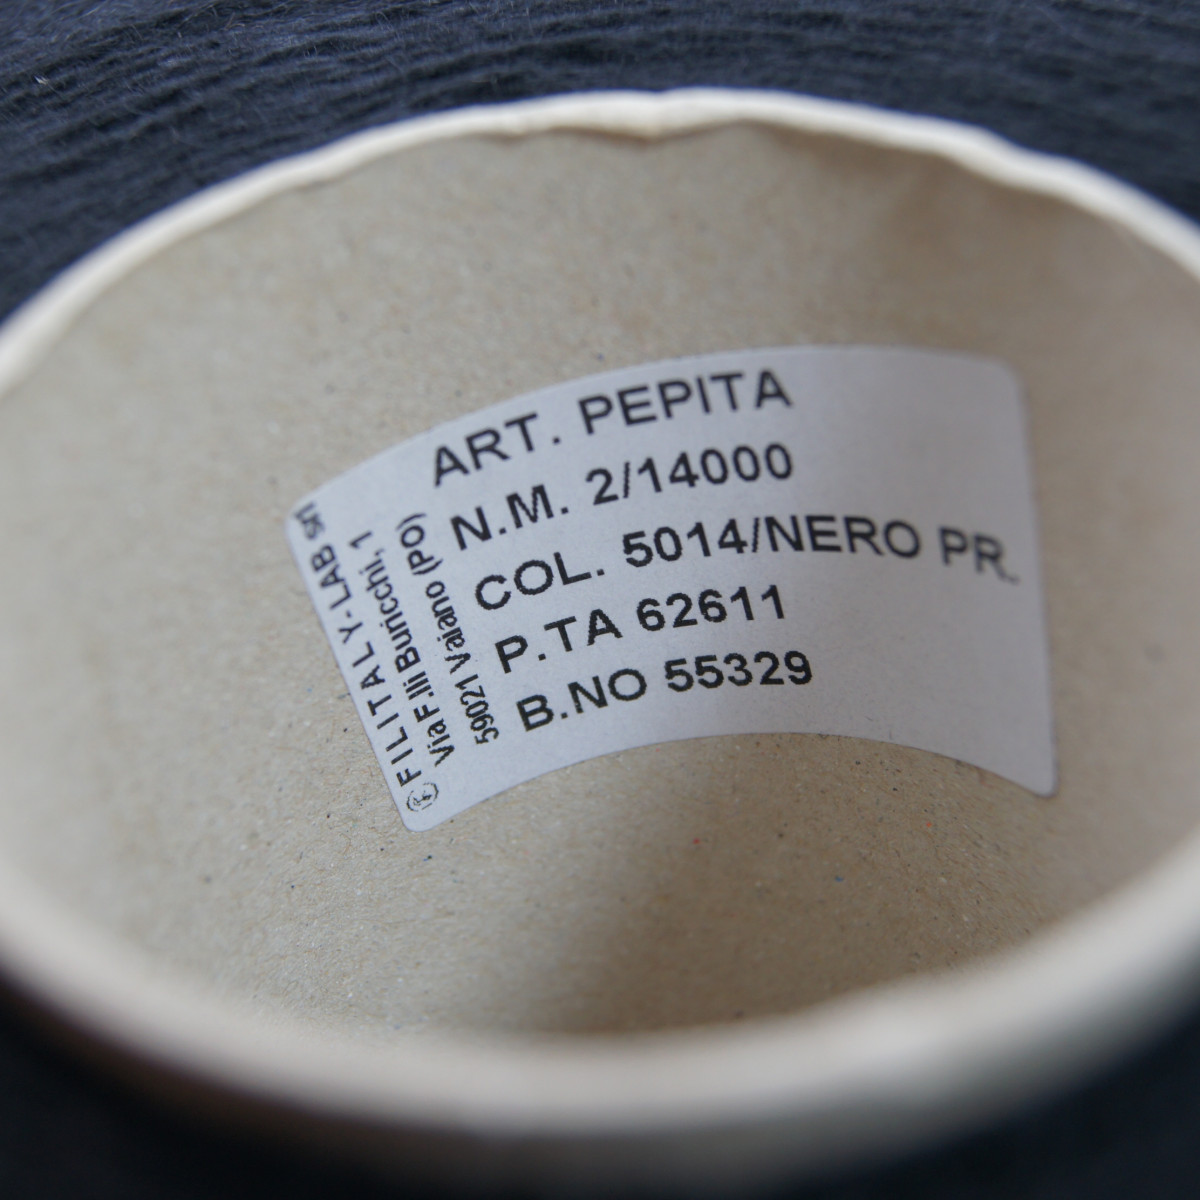 ART. PEPITA
N.M. 2/14000
COL. 5014/NERO PR.
P.TA 62611
B.NO 55329
FILITALY-LAB srl
Via F.lli Buricchi, 1
59021 Vaiano (PO)